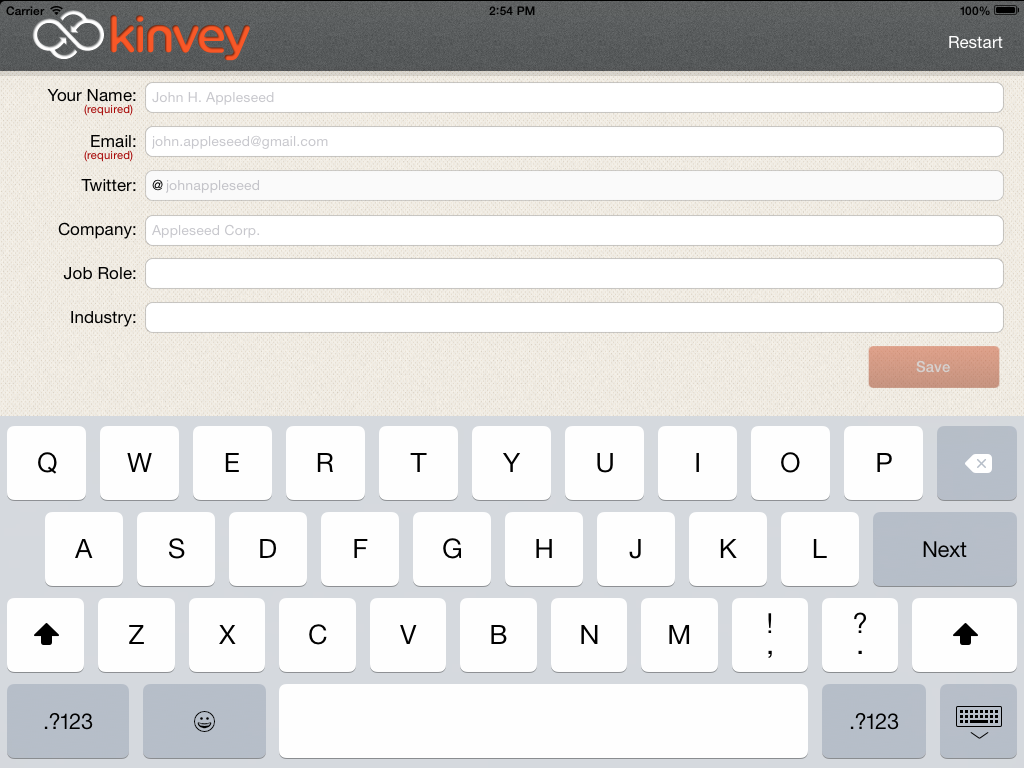 Carrier 2:54 PM 100%
kinvey
Restart
Your Name: John H. Appleseed
(required)
Email: john.appleseed@gmail.com
(required)
Twitter: @ johnappleseed
Company: Appleseed Corp.
Job Role:
Industry:
Save
Q W E R T Y U I O P
A S D F G H J K L Next
Z X C V B N M ! , ? .
.?123 .?123